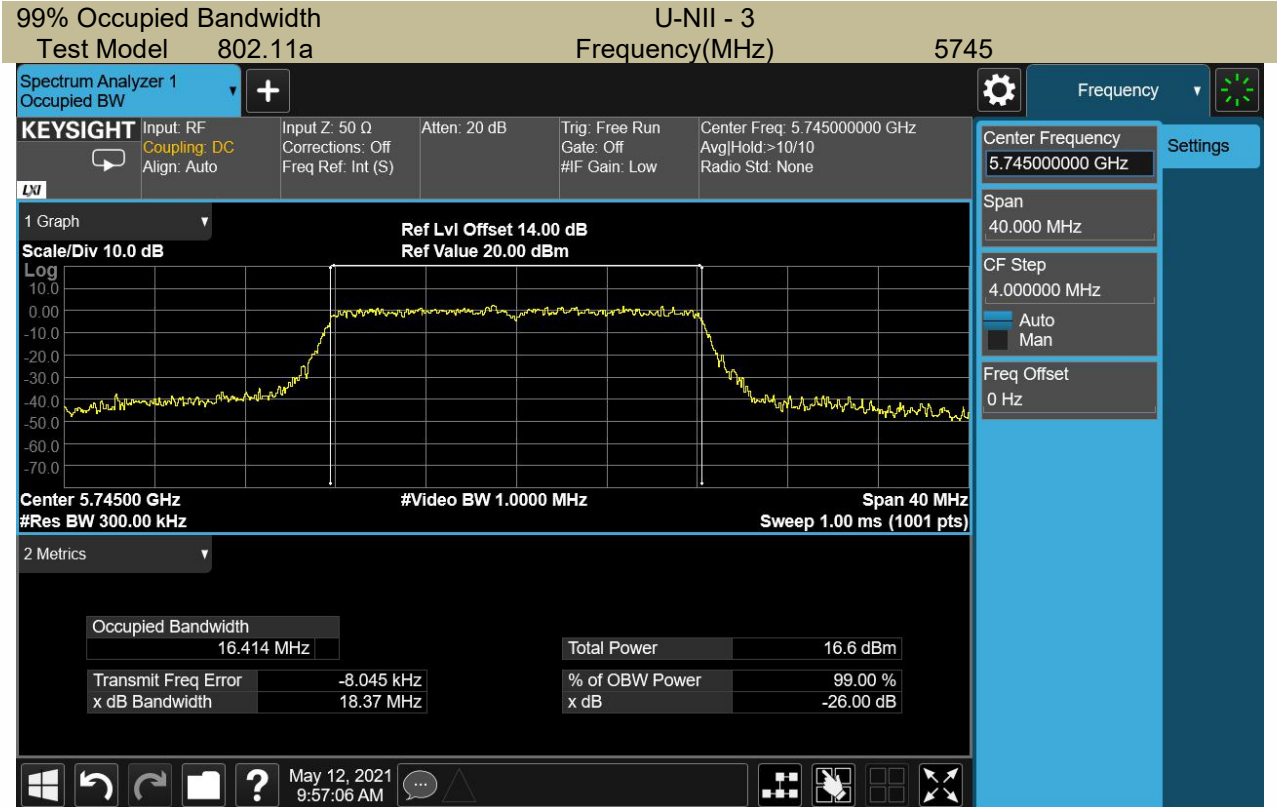 99% Occupied Bandwidth U-NII - 3
Test Model 802.11a Frequency(MHz) 5745
Spectrum Analyzer 1
Occupied BW
+
Frequency
KEYSIGHT
LXI
Input: RF
Coupling: DC
Align: Auto
Input Z: 50 Ω
Corrections: Off
Freq Ref: Int (S)
Atten: 20 dB
Trig: Free Run
Gate: Off
#IF Gain: Low
Center Freq: 5.745000000 GHz
Avg|Hold:>10/10
Radio Std: None
Center Frequency
5.745000000 GHz
Settings
Span
40.000 MHz
CF Step
4.000000 MHz
Auto
Man
Freq Offset
0 Hz
1 Graph
Scale/Div 10.0 dB
Ref Lvl Offset 14.00 dB
Ref Value 20.00 dBm
Log
10.0
0.00
-10.0
-20.0
-30.0
-40.0
-50.0
-60.0
-70.0
Center 5.74500 GHz #Video BW 1.0000 MHz Span 40 MHz
#Res BW 300.00 kHz Sweep 1.00 ms (1001 pts)
2 Metrics
Occupied Bandwidth
16.414 MHz
Total Power 16.6 dBm
Transmit Freq Error -8.045 kHz % of OBW Power 99.00 %
x dB Bandwidth 18.37 MHz x dB -26.00 dB
?
May 12, 2021
9:57:06 AM